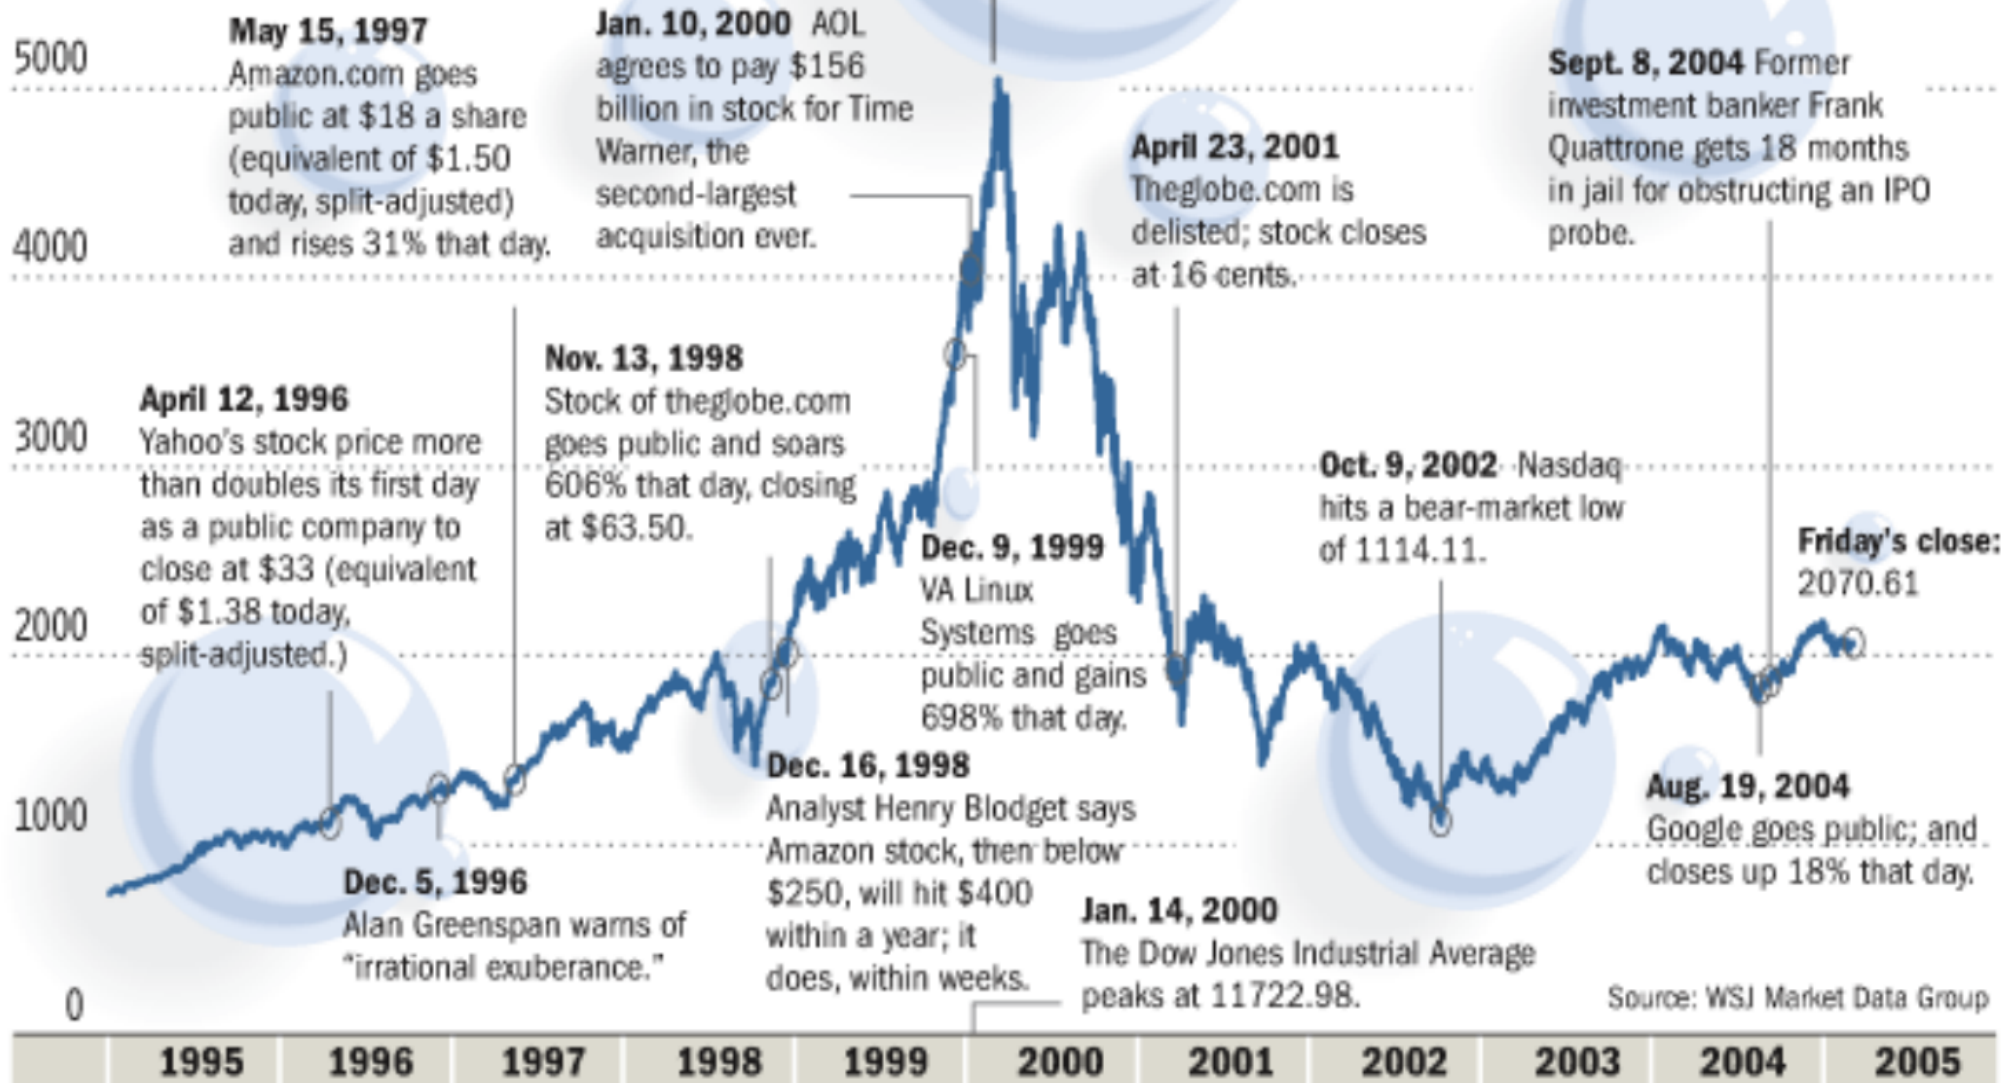 5000
4000
3000
2000
1000
0
May 15, 1997
Amazon.com goes
public at $18 a share
(equivalent of $1.50
today, split-adjusted)
and rises 31% that day.
Jan. 10, 2000 AOL
agrees to pay $156
billion in stock for Time
Warner, the
second-largest
acquisition ever.
April 23, 2001
Theglobe.com is
delisted; stock closes
at 16 cents.
Sept. 8, 2004 Former
investment banker Frank
Quattrone gets 18 months
in jail for obstructing an IPO
probe.
April 12, 1996
Yahoo's stock price more
than doubles its first day
as a public company to
close at $33 (equivalent
of $1.38 today,
split-adjusted.)
Nov. 13, 1998
Stock of theglobe.com
goes public and soars
606% that day, closing
at $63.50.
Dec. 9, 1999
VA Linux
Systems goes
public and gains
698% that day.
Oct. 9, 2002 Nasdaq
hits a bear-market low
of 1114.11.
Friday's close:
2070.61
Dec. 5, 1996
Alan Greenspan warns of
"irrational exuberance."
Dec. 16, 1998
Analyst Henry Blodget says
Amazon stock, then below
$250, will hit $400
within a year; it
does, within weeks.
Jan. 14, 2000
The Dow Jones Industrial Average
peaks at 11722.98.
Aug. 19, 2004
Google goes public; and
closes up 18% that day.
Source: WSJ Market Data Group
1995 1996 1997 1998 1999 2000 2001 2002 2003 2004 2005